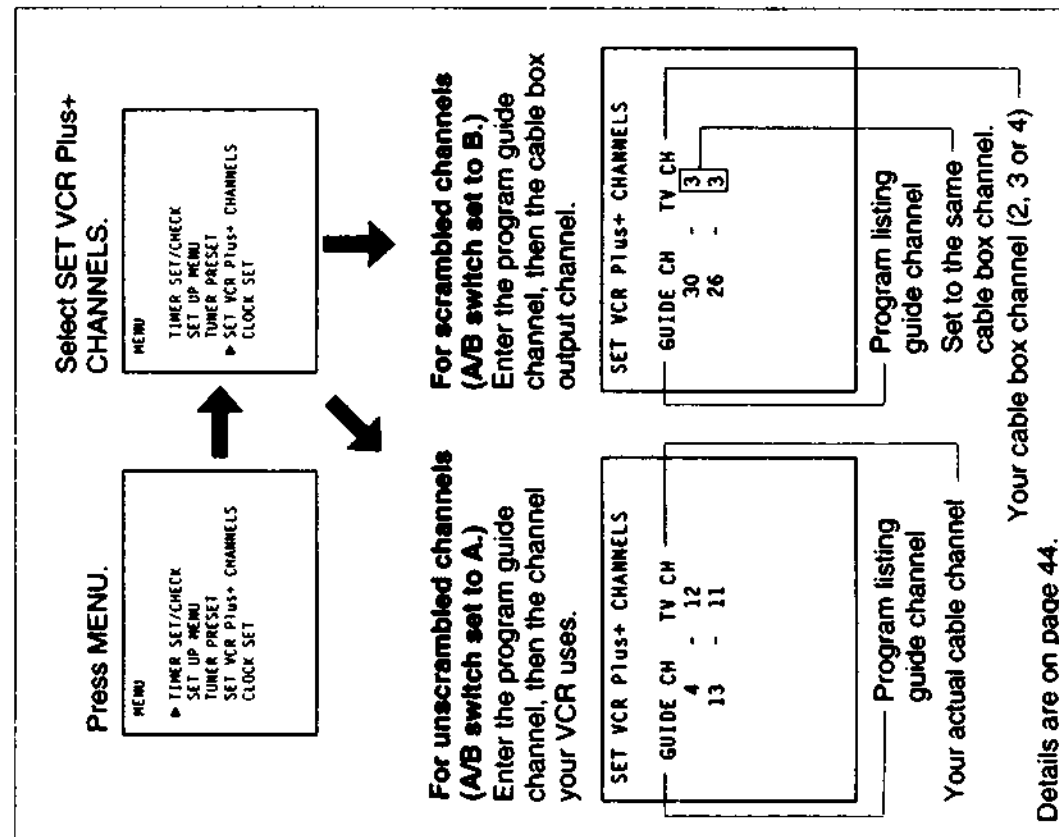 Press MENU.
MENU
▶ TIMER SET/CHECK
SET UP MENU
TUNER PRESET
SET VCR Plus+ CHANNELS
CLOCK SET
Select SET VCR Plus+
CHANNELS.
MENU
TIMER SET/CHECK
SET UP MENU
TUNER PRESET
▶ SET VCR Plus+ CHANNELS
CLOCK SET
For unscrambled channels
(A/B switch set to A.)
Enter the program guide
channel, then the channel
your VCR uses.
SET VCR Plus+ CHANNELS
GUIDE CH TV CH
4 - 12
13 - 11
Program listing
guide channel
Your actual cable channel
For scrambled channels
(A/B switch set to B.)
Enter the program guide
channel, then the cable box
output channel.
SET VCR Plus+ CHANNELS
GUIDE CH TV CH
30 - 3
26 - 3
Program listing
guide channel
Set to the same
cable box channel.
Your cable box channel (2, 3 or 4)
Details are on page 44.